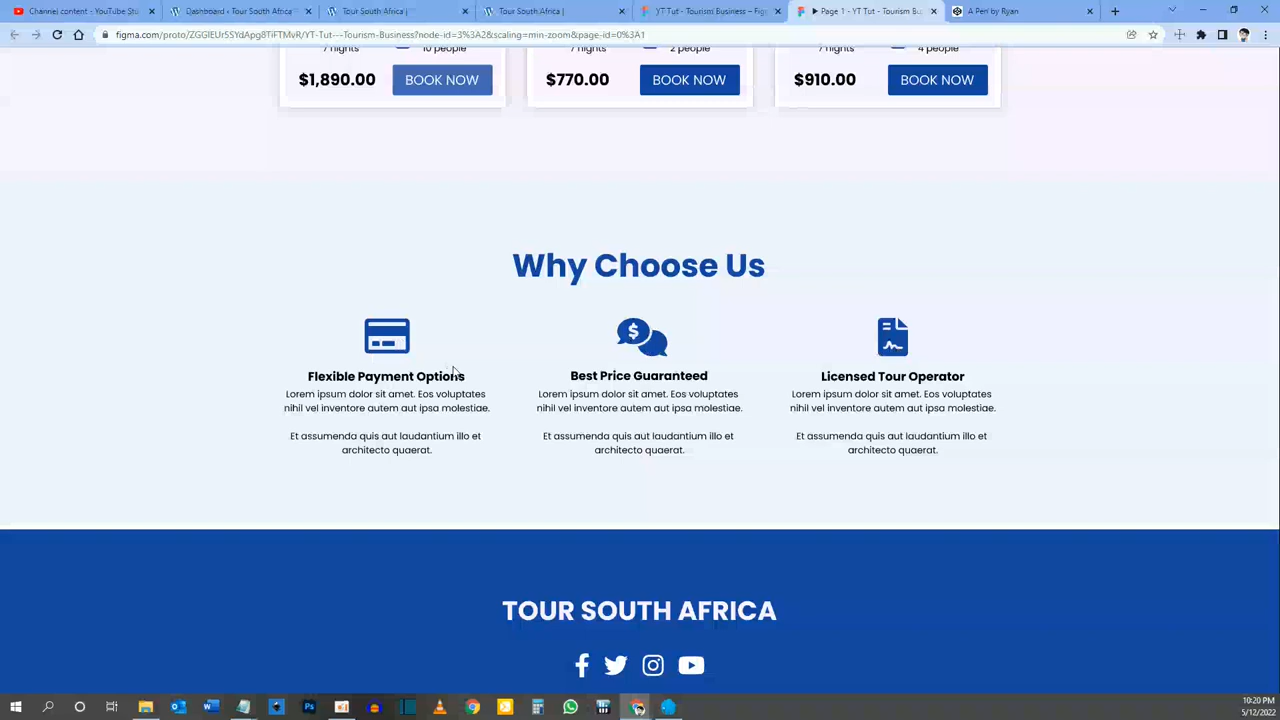 Channel content - YouTube Stu
Dashboard ‹ Tour South Africa —
Tour South Africa |
Tour South Africa |
YT Tut - Tourism Business – Figm
Page 1 - YT Tut - Tourism Busi
A Pen by Ryan
figma.com/proto/ZGGlEUr5SYdApg8TiFTMvR/YT-Tut---Tourism-Business?node-id=3%3A2&scaling=min-zoom&page-id=0%3A1
7 nights 10 people
7 nights 2 people
7 nights 4 people
$1,890.00 BOOK NOW
$770.00 BOOK NOW
$910.00 BOOK NOW
Why Choose Us
Flexible Payment Options
Lorem ipsum dolor sit amet. Eos voluptates
nihil vel inventore autem aut ipsa molestiae.
Et assumenda quis aut laudantium illo et
architecto quaerat.
Best Price Guaranteed
Lorem ipsum dolor sit amet. Eos voluptates
nihil vel inventore autem aut ipsa molestiae.
Et assumenda quis aut laudantium illo et
architecto quaerat.
Licensed Tour Operator
Lorem ipsum dolor sit amet. Eos voluptates
nihil vel inventore autem aut ipsa molestiae.
Et assumenda quis aut laudantium illo et
architecto quaerat.
TOUR SOUTH AFRICA
10:20 PM
5/12/2022